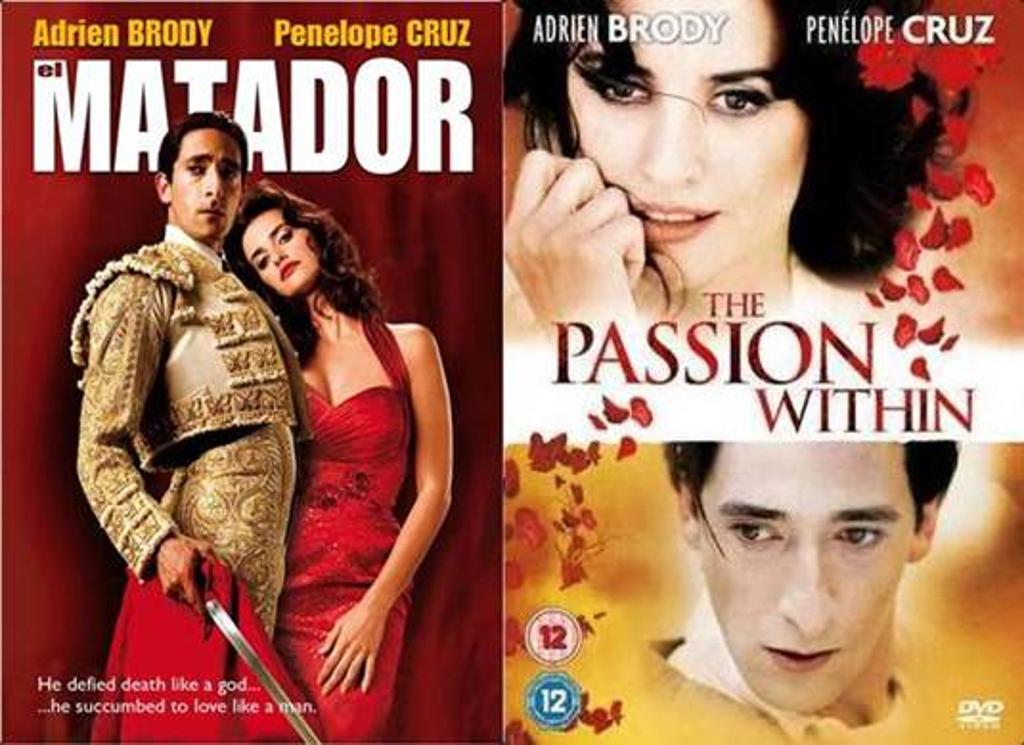 Adrien BRODY Penelope CRUZ
el
MATADOR
He defied death like a god...
...he succumbed to love like a man.
ADRIEN BRODY PENÉLOPE CRUZ
THE
PASSION
WITHIN
12
12
DVD
VIDEO